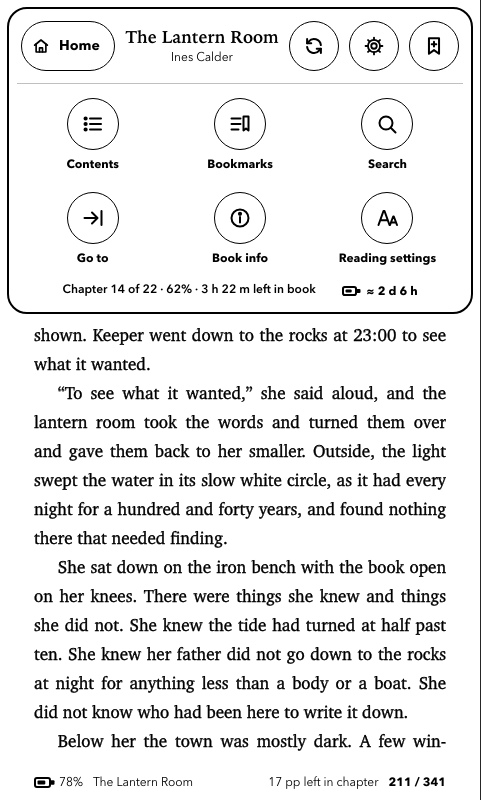 Home
The Lantern Room
Ines Calder
Contents
Bookmarks
Search
Go to
Book info
Reading settings
Chapter 14 of 22 · 62% · 3 h 22 m left in book
≈ 2 d 6 h
shown. Keeper went down to the rocks at 23:00 to see
what it wanted.
“To see what it wanted,” she said aloud, and the
lantern room took the words and turned them over
and gave them back to her smaller. Outside, the light
swept the water in its slow white circle, as it had every
night for a hundred and forty years, and found nothing
there that needed finding.
She sat down on the iron bench with the book open
on her knees. There were things she knew and things
she did not. She knew the tide had turned at half past
ten. She knew her father did not go down to the rocks
at night for anything less than a body or a boat. She
did not know who had been here to write it down.
Below her the town was mostly dark. A few win-
78% The Lantern Room
17 pp left in chapter 211 / 341